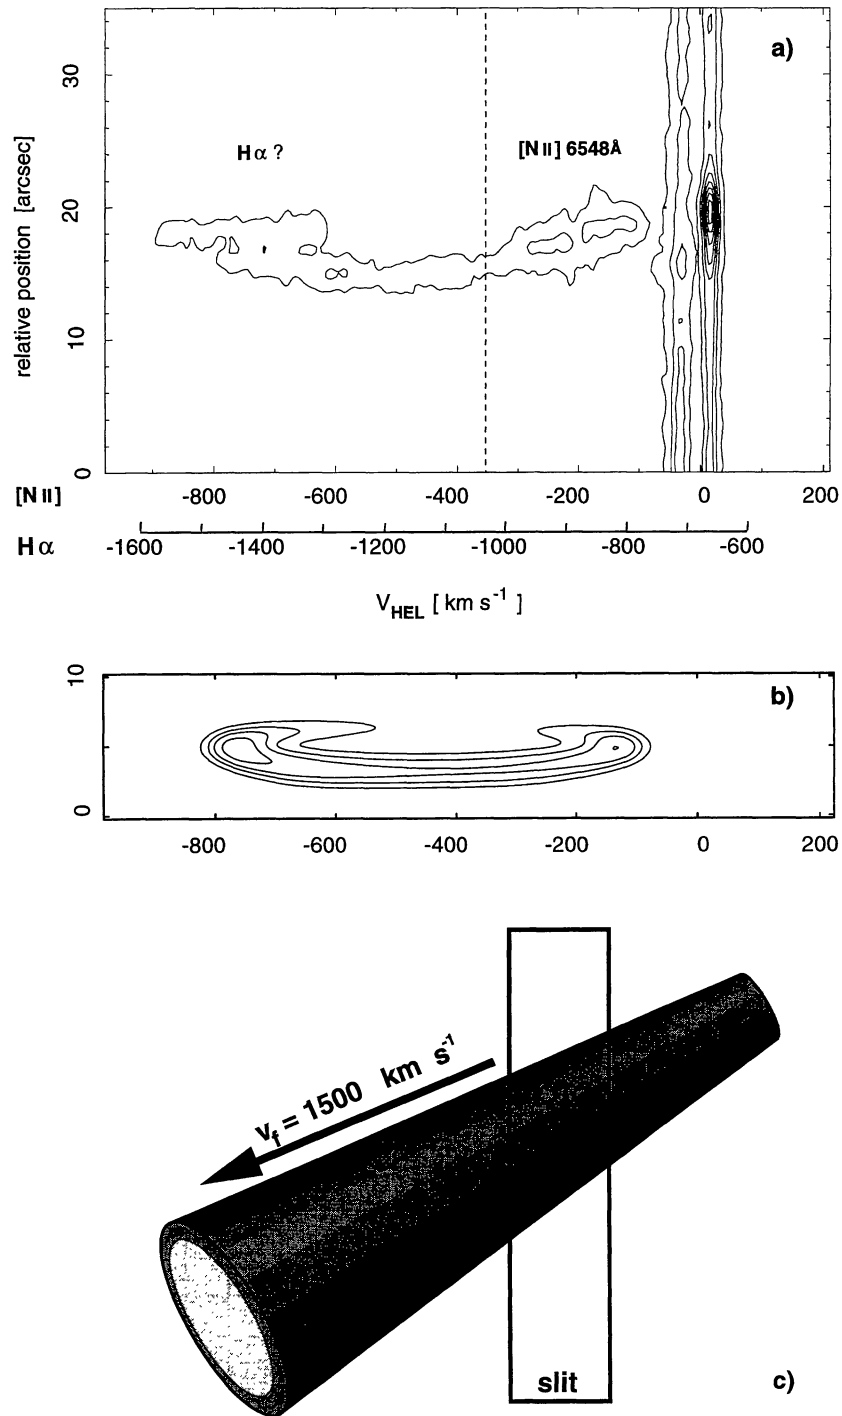 a)
30
20
10
0
relative position [arcsec]
Hα ?
[N II] 6548Å
[N II] -800 -600 -400 -200 0 200
Hα -1600 -1400 -1200 -1000 -800 -600
V_HEL [ km s⁻¹ ]
b)
10
5
0
-800 -600 -400 -200 0 200
v_f = 1500 km s⁻¹
slit
c)